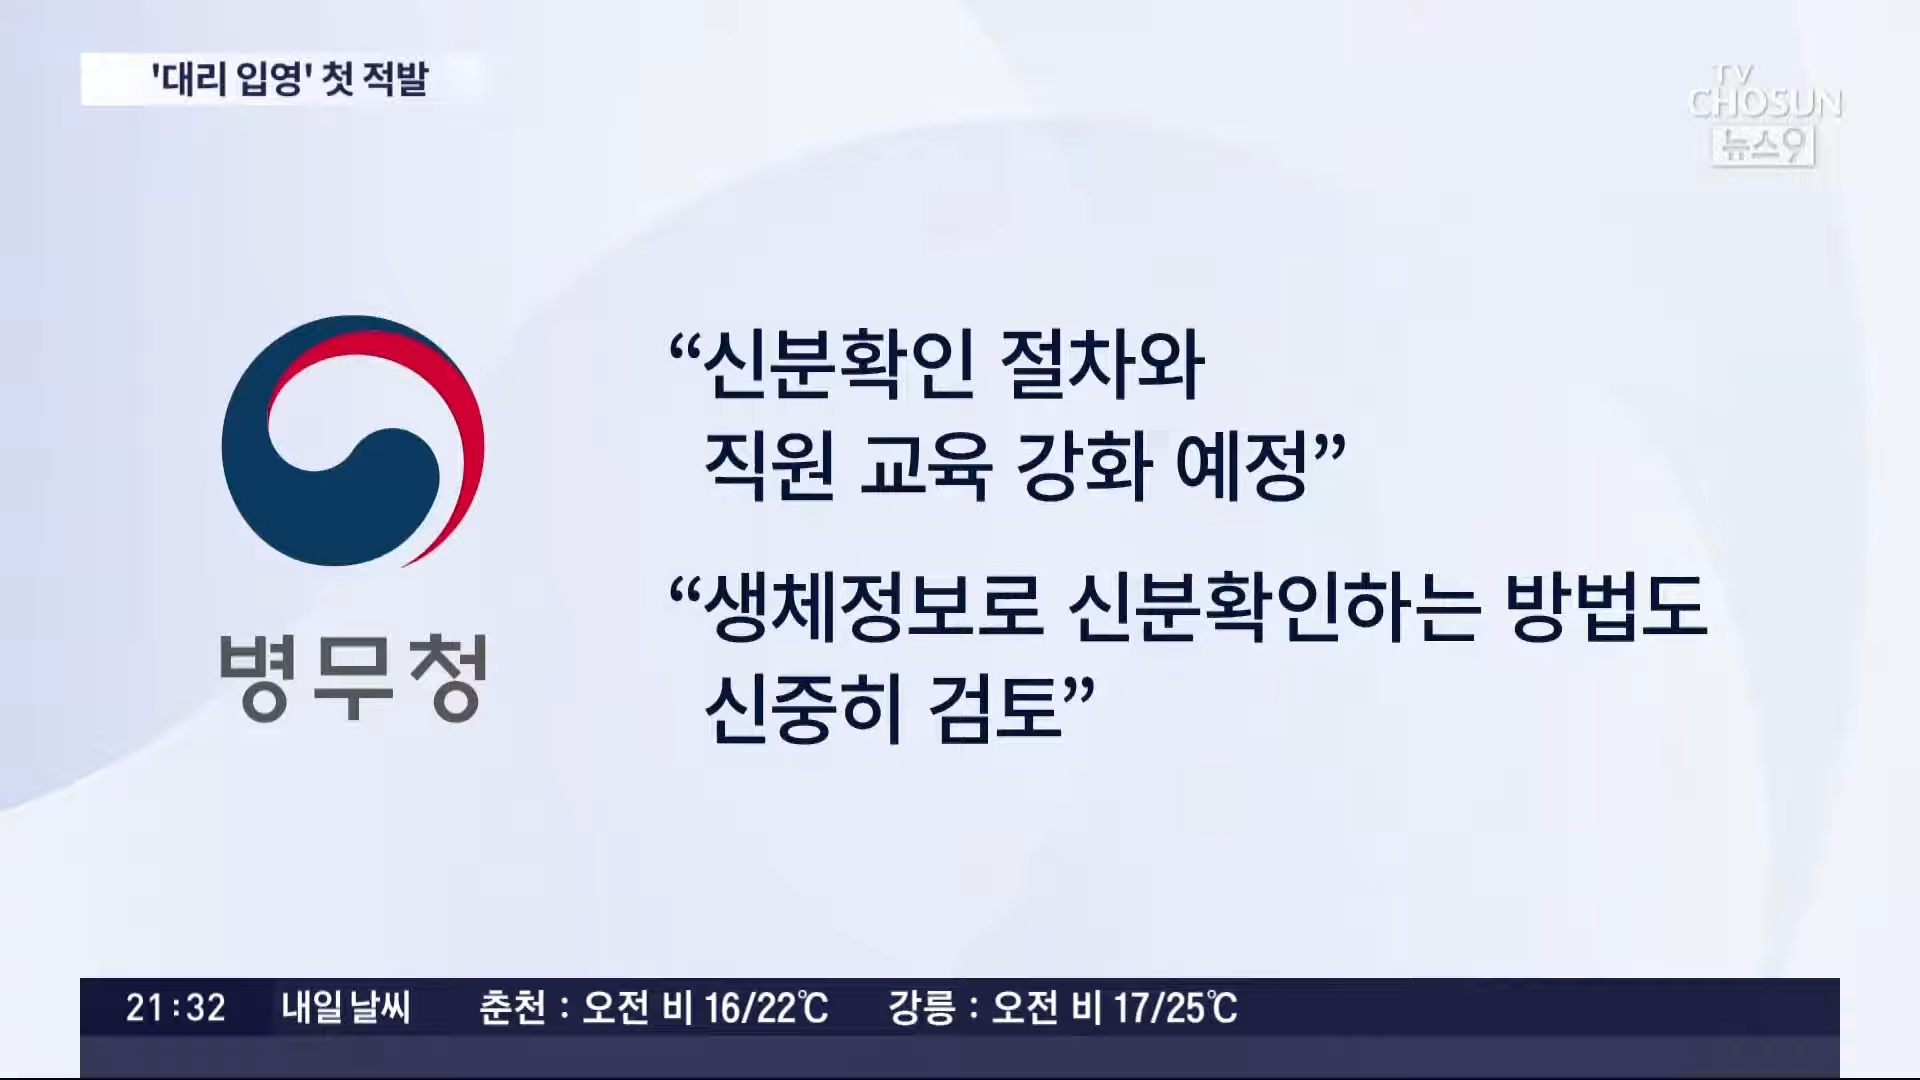 '대리 입영' 첫 적발
TV
CHOSUN
뉴스9
“신분확인 절차와
직원 교육 강화 예정”
“생체정보로 신분확인하는 방법도
신중히 검토”
병무청
21:32 내일 날씨 춘천 : 오전 비 16/22℃ 강릉 : 오전 비 17/25℃